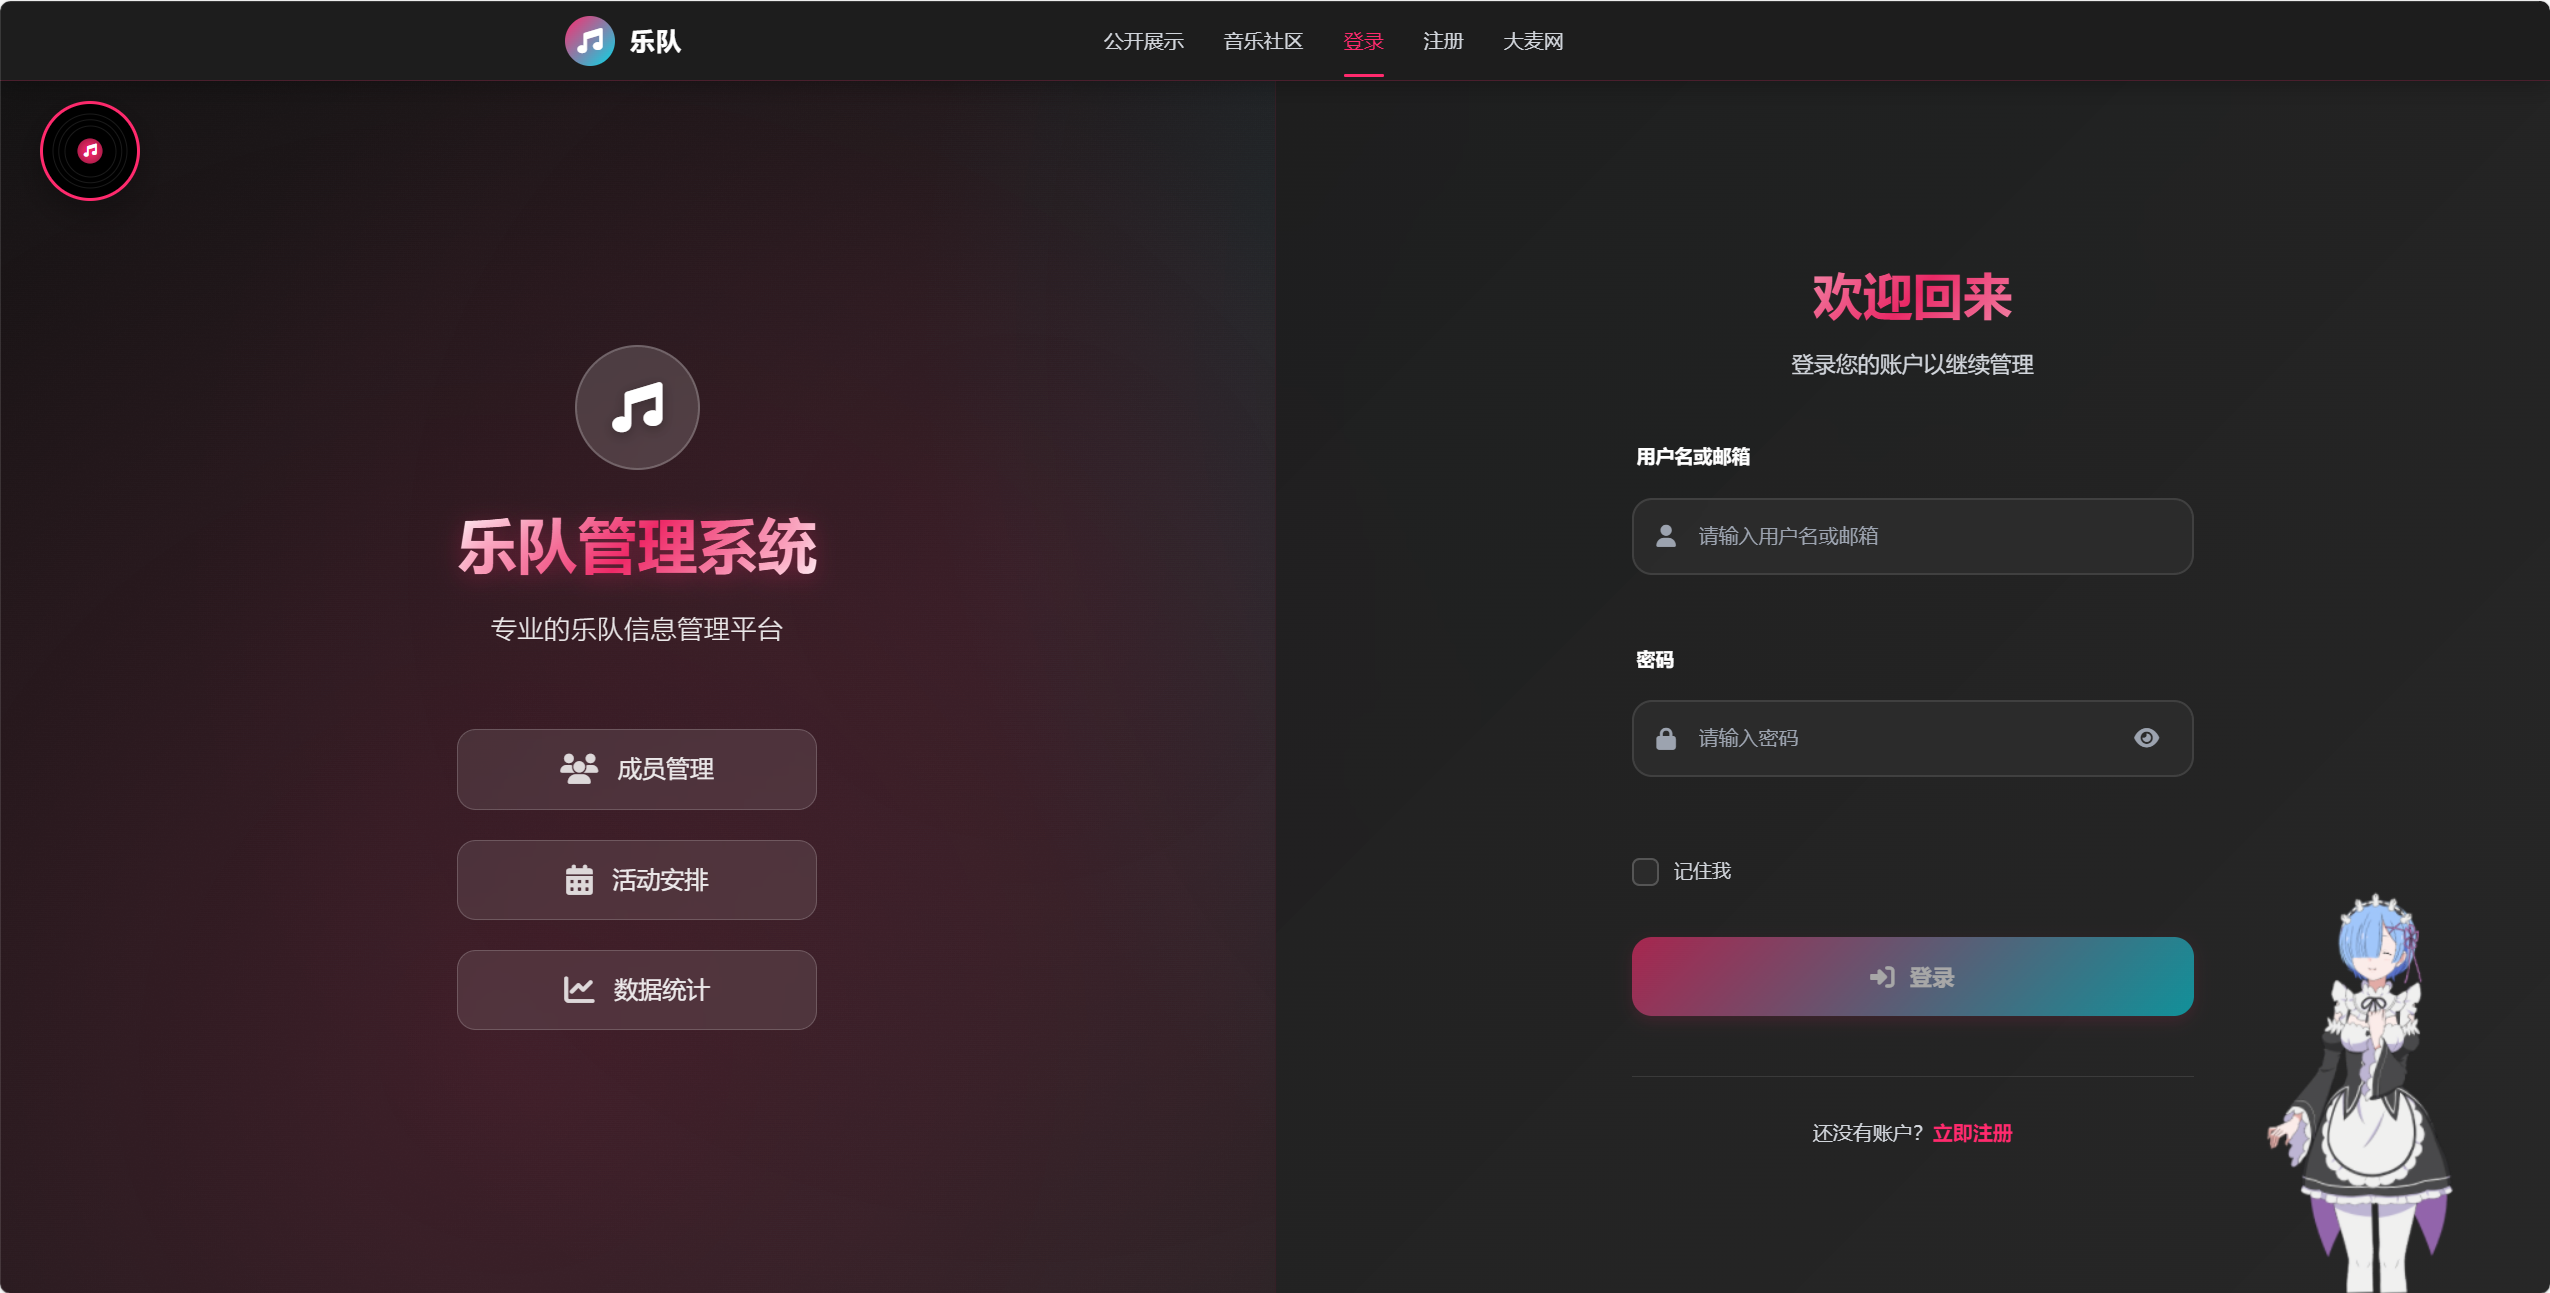 乐队
公开展示
音乐社区
登录
注册
大麦网
乐队管理系统
专业的乐队信息管理平台
成员管理
活动安排
数据统计
欢迎回来
登录您的账户以继续管理
用户名或邮箱
请输入用户名或邮箱
密码
请输入密码
记住我
登录
还没有账户？立即注册